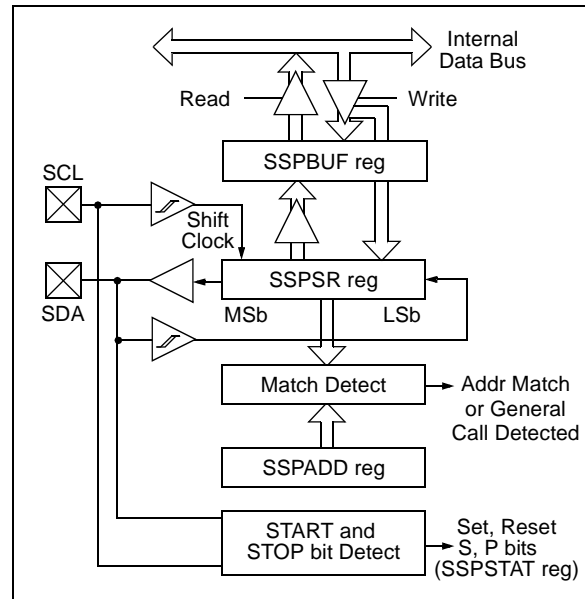 Internal
Data Bus
Read
Write
SSPBUF reg
SCL
Shift
Clock
SSPSR reg
SDA
MSb
LSb
Match Detect
Addr Match
or General
Call Detected
SSPADD reg
START and
STOP bit Detect
Set, Reset
S, P bits
(SSPSTAT reg)